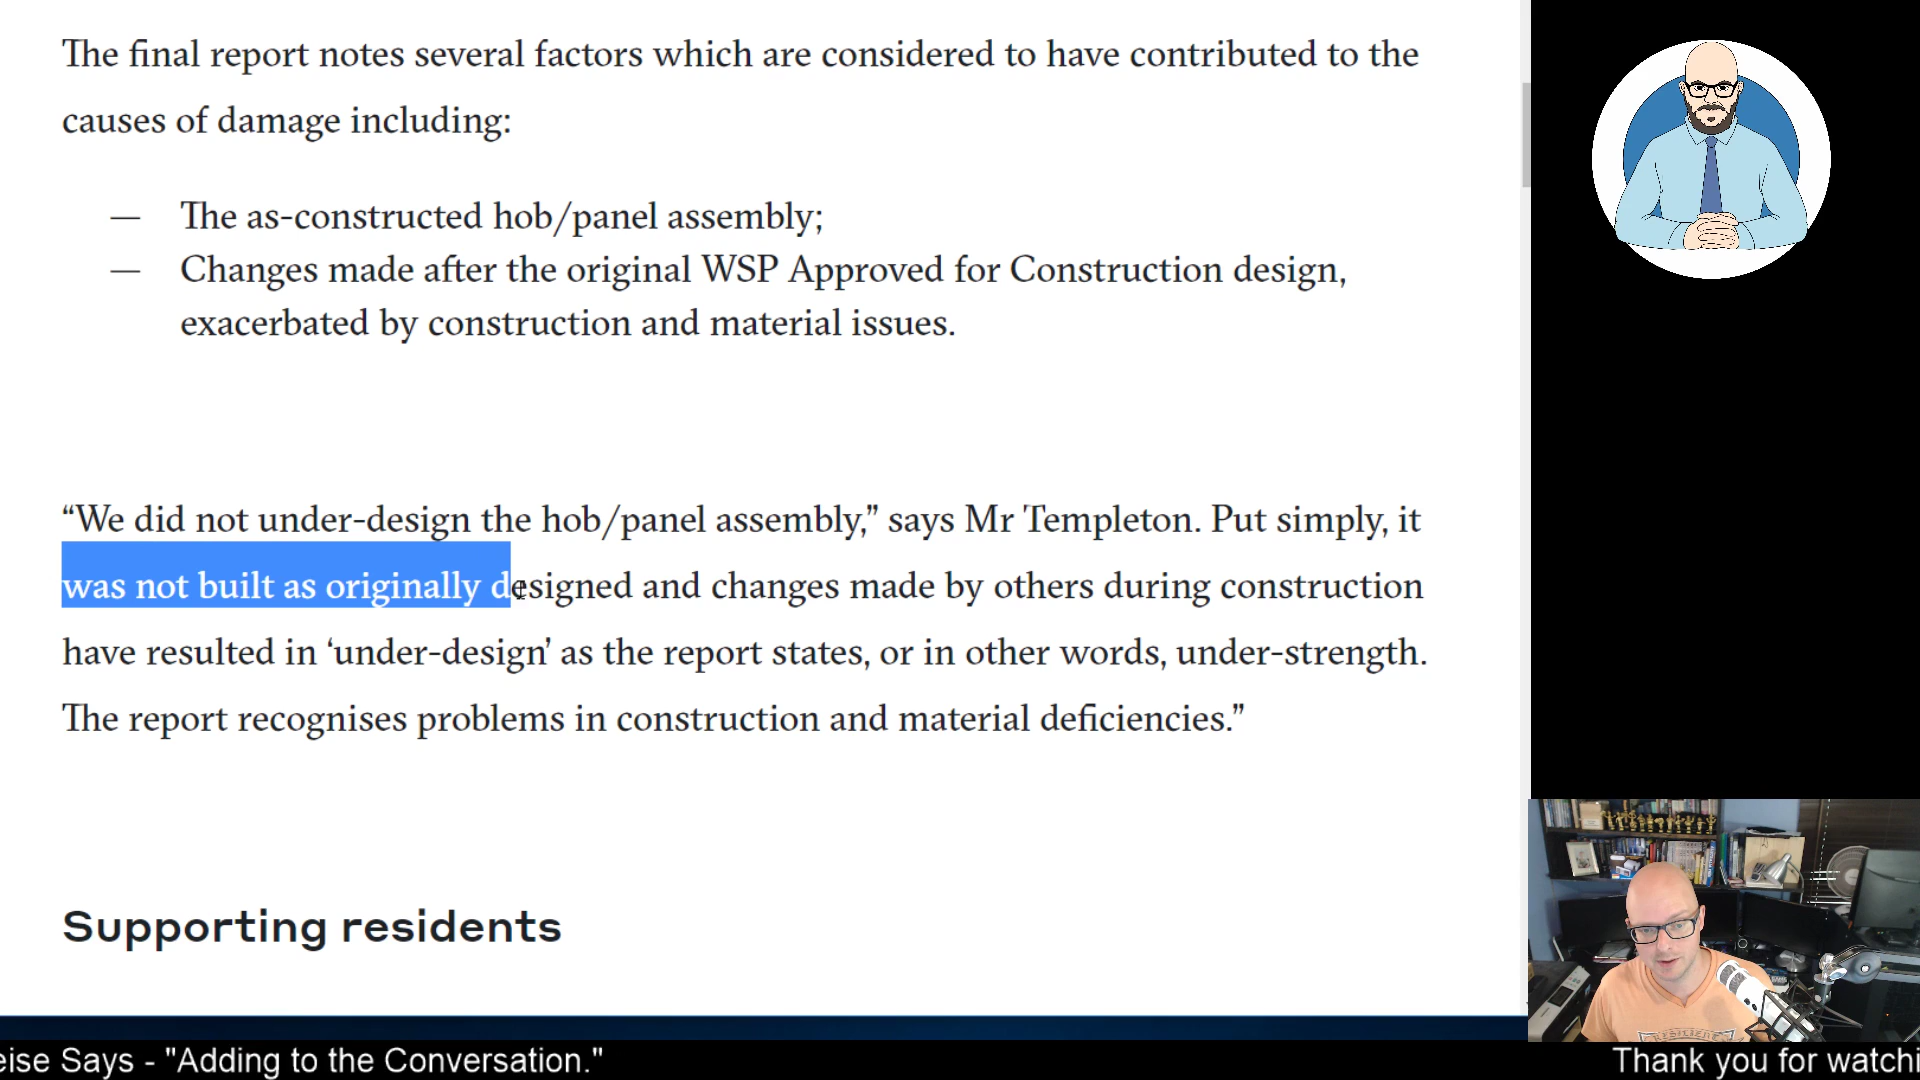 The final report notes several factors which are considered to have contributed to the
causes of damage including:
— The as-constructed hob/panel assembly;
— Changes made after the original WSP Approved for Construction design,
exacerbated by construction and material issues.
“We did not under-design the hob/panel assembly,” says Mr Templeton. Put simply, it
was not built as originally designed and changes made by others during construction
have resulted in ‘under-design’ as the report states, or in other words, under-strength.
The report recognises problems in construction and material deficiencies.”
Supporting residents
eise Says - "Adding to the Conversation."
Thank you for watchi